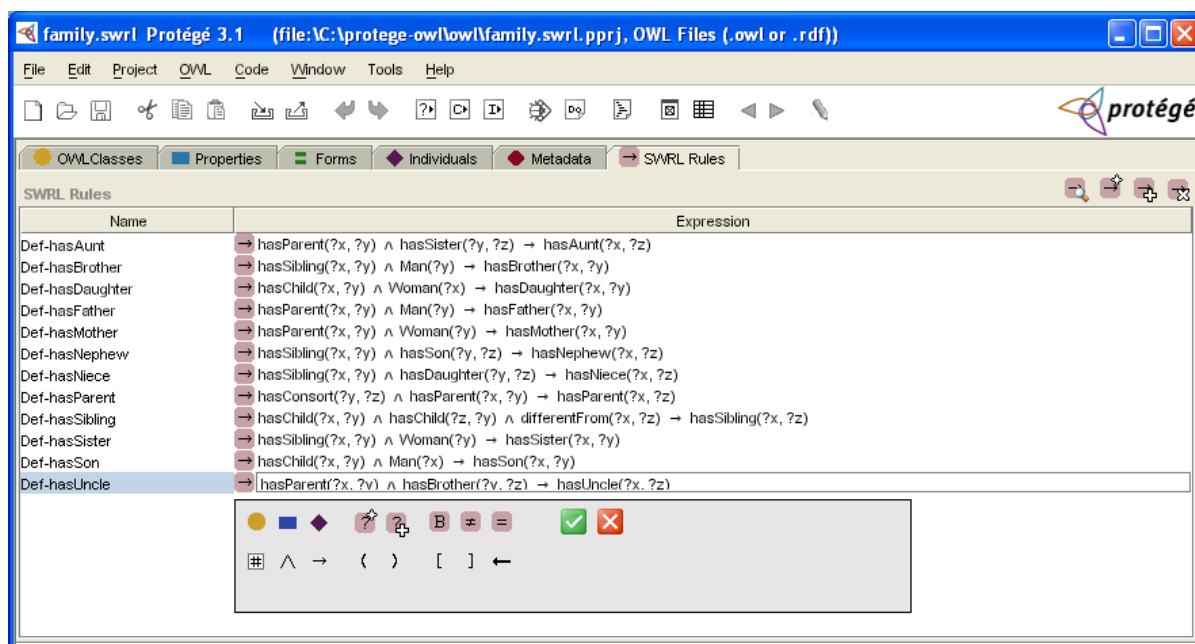 family.swrl Protégé 3.1 (file:\C:\protege-owl\owl\family.swrl.pprj, OWL Files (.owl or .rdf))
File Edit Project OWL Code Window Tools Help
protégé
OWLClasses Properties Forms Individuals Metadata → SWRL Rules
SWRL Rules
Name Expression
Def-hasAunt → hasParent(?x, ?y) ∧ hasSister(?y, ?z) → hasAunt(?x, ?z)
Def-hasBrother → hasSibling(?x, ?y) ∧ Man(?y) → hasBrother(?x, ?y)
Def-hasDaughter → hasChild(?x, ?y) ∧ Woman(?x) → hasDaughter(?x, ?y)
Def-hasFather → hasParent(?x, ?y) ∧ Man(?y) → hasFather(?x, ?y)
Def-hasMother → hasParent(?x, ?y) ∧ Woman(?y) → hasMother(?x, ?y)
Def-hasNephew → hasSibling(?x, ?y) ∧ hasSon(?y, ?z) → hasNephew(?x, ?z)
Def-hasNiece → hasSibling(?x, ?y) ∧ hasDaughter(?y, ?z) → hasNiece(?x, ?z)
Def-hasParent → hasConsort(?y, ?z) ∧ hasParent(?x, ?y) → hasParent(?x, ?z)
Def-hasSibling → hasChild(?x, ?y) ∧ hasChild(?z, ?y) ∧ differentFrom(?x, ?z) → hasSibling(?x, ?z)
Def-hasSister → hasSibling(?x, ?y) ∧ Woman(?y) → hasSister(?x, ?y)
Def-hasSon → hasChild(?x, ?y) ∧ Man(?x) → hasSon(?x, ?y)
Def-hasUncle → hasParent(?x, ?y) ∧ hasBrother(?y, ?z) → hasUncle(?x, ?z)
? ? B ≠ =
# ∧ → ( ) [ ] ←